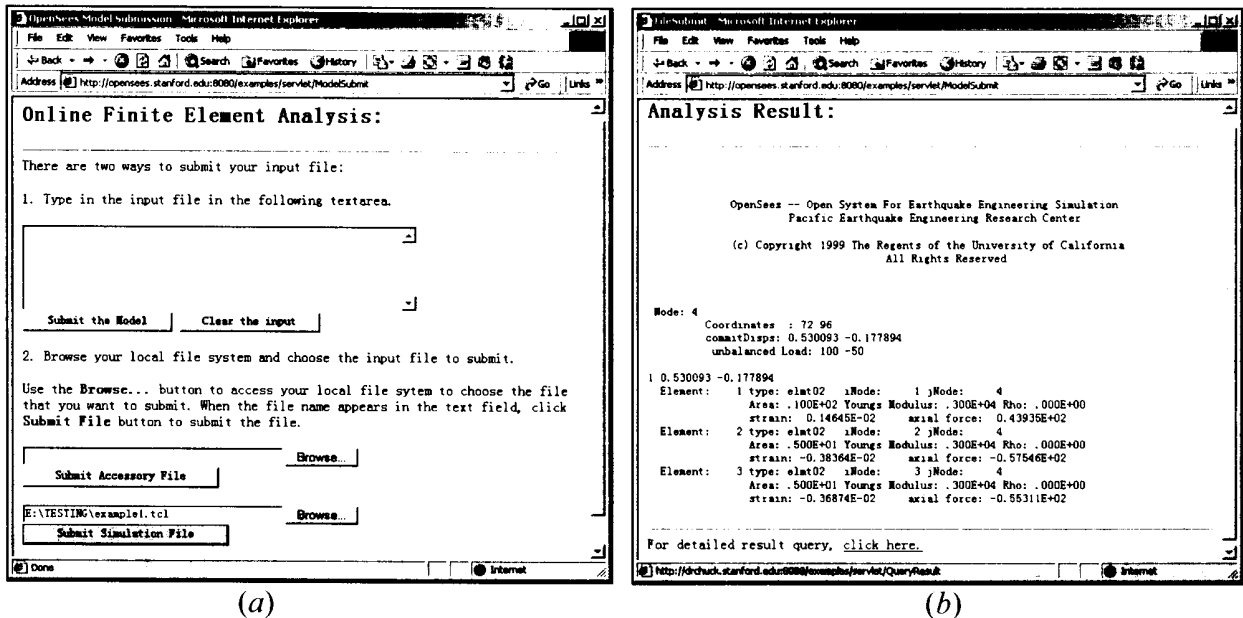 OpenSees Model Submission - Microsoft Internet Explorer
File Edit View Favorites Tools Help
Back Search Favorites History
Address http://opensees.stanford.edu:8080/examples/servlet/ModelSubmit Go Links »
Online Finite Element Analysis:
There are two ways to submit your input file:
1. Type in the input file in the following textarea.
Submit the Model Clear the input
2. Browse your local file system and choose the input file to submit.
Use the Browse... button to access your local file sytem to choose the file
that you want to submit. When the file name appears in the text field, click
Submit File button to submit the file.
Browse...
Submit Accessory File
E:\TESTING\example1.tcl Browse...
Submit Simulation File
Done Internet
(a)
FileSubmit - Microsoft Internet Explorer
File Edit View Favorites Tools Help
Back Search Favorites History
Address http://opensees.stanford.edu:8080/examples/servlet/ModelSubmit Go Links »
Analysis Result:
OpenSees -- Open System For Earthquake Engineering Simulation
Pacific Earthquake Engineering Research Center
(c) Copyright 1999 The Regents of the University of California
All Rights Reserved
Node: 4
Coordinates : 72 96
commitDisps: 0.530093 -0.177894
unbalanced Load: 100 -50
1 0.530093 -0.177894
Element: 1 type: elmt02 iNode: 1 jNode: 4
Area: .100E+02 Youngs Modulus: .300E+04 Rho: .000E+00
strain: 0.14645E-02 axial force: 0.43935E+02
Element: 2 type: elmt02 iNode: 2 jNode: 4
Area: .500E+01 Youngs Modulus: .300E+04 Rho: .000E+00
strain: -0.38364E-02 axial force: -0.57546E+02
Element: 3 type: elmt02 iNode: 3 jNode: 4
Area: .500E+01 Youngs Modulus: .300E+04 Rho: .000E+00
strain: -0.36874E-02 axial force: -0.55311E+02
For detailed result query, click here.
http://drchuck.stanford.edu:8080/examples/servlet/QueryResult Internet
(b)